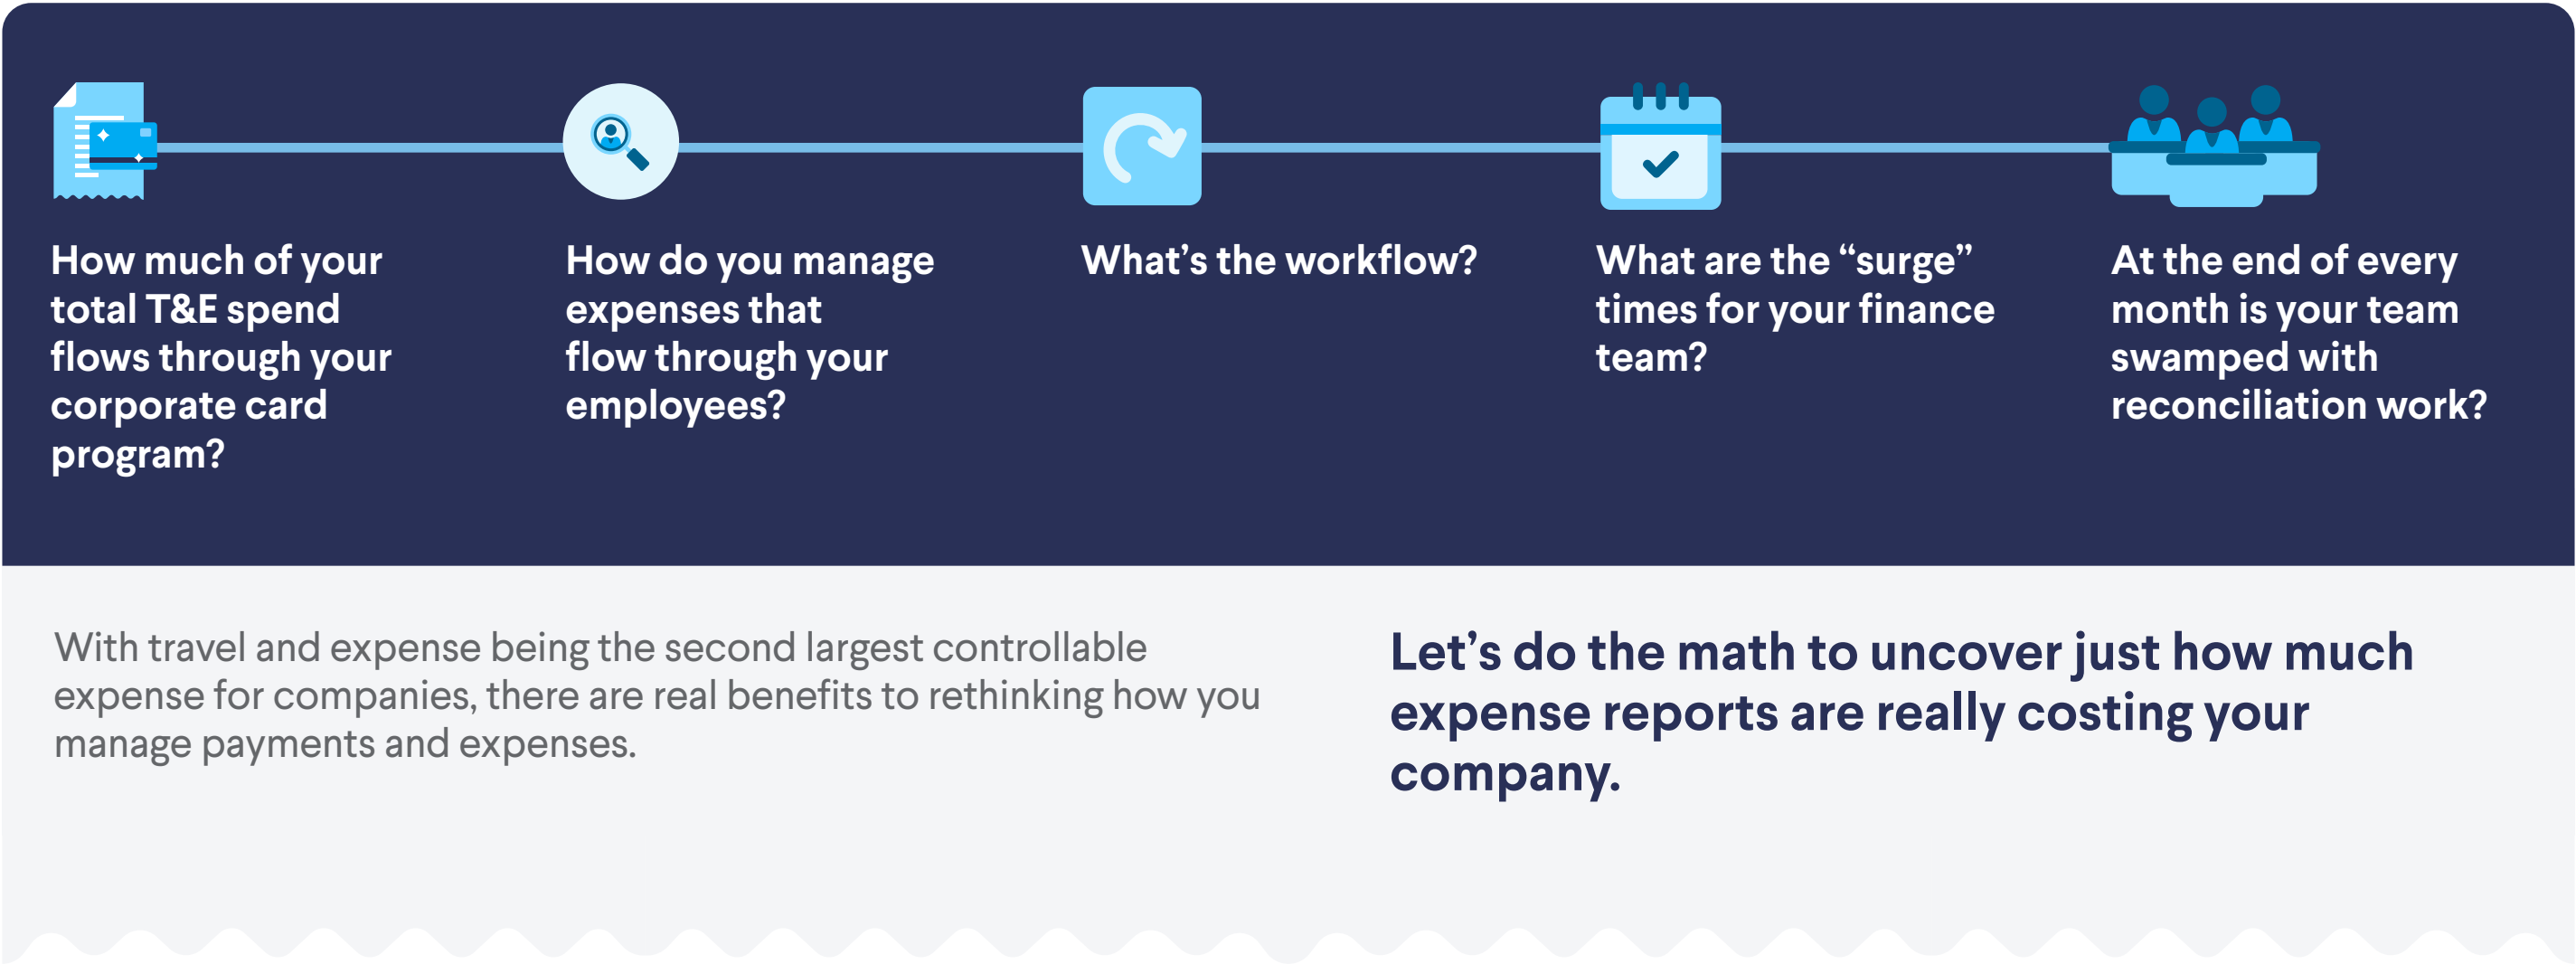 How much of your
total T&E spend
flows through your
corporate card
program?
How do you manage
expenses that
flow through your
employees?
What’s the workflow?
What are the “surge”
times for your finance
team?
At the end of every
month is your team
swamped with
reconciliation work?
With travel and expense being the second largest controllable
expense for companies, there are real benefits to rethinking how you
manage payments and expenses.
Let’s do the math to uncover just how much
expense reports are really costing your
company.